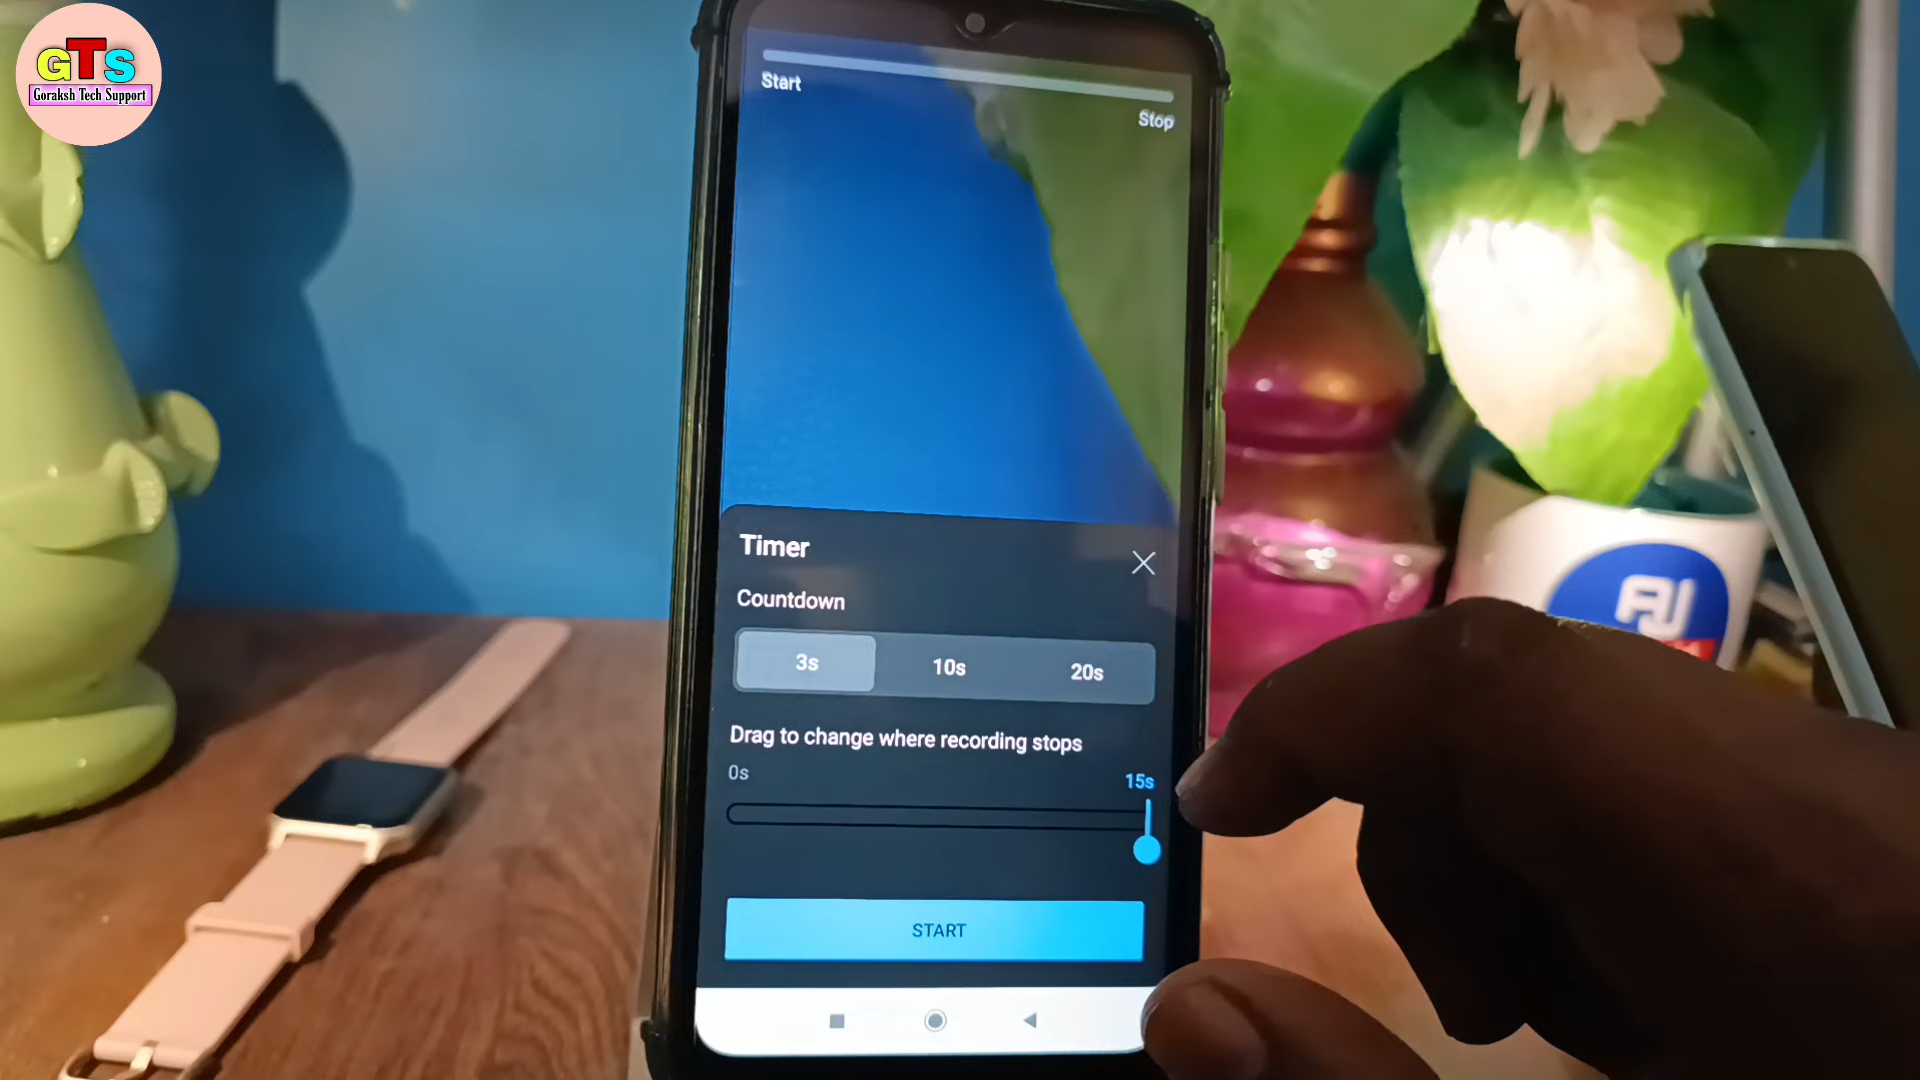 GTS
Goraksh Tech Support
Start
Stop
Timer
Countdown
3s
10s
20s
Drag to change where recording stops
0s
15s
START